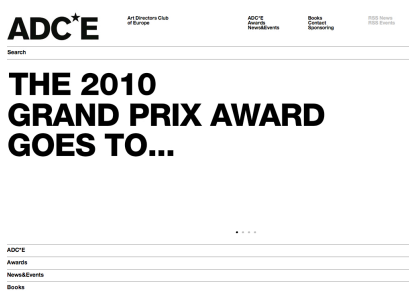 ADC*E
Art Directors Club
of Europe
ADC*E
Awards
News&Events
Books
Contact
Sponsoring
RSS News
RSS Events
Search
THE 2010
GRAND PRIX AWARD
GOES TO...
ADC*E
Awards
News&Events
Books